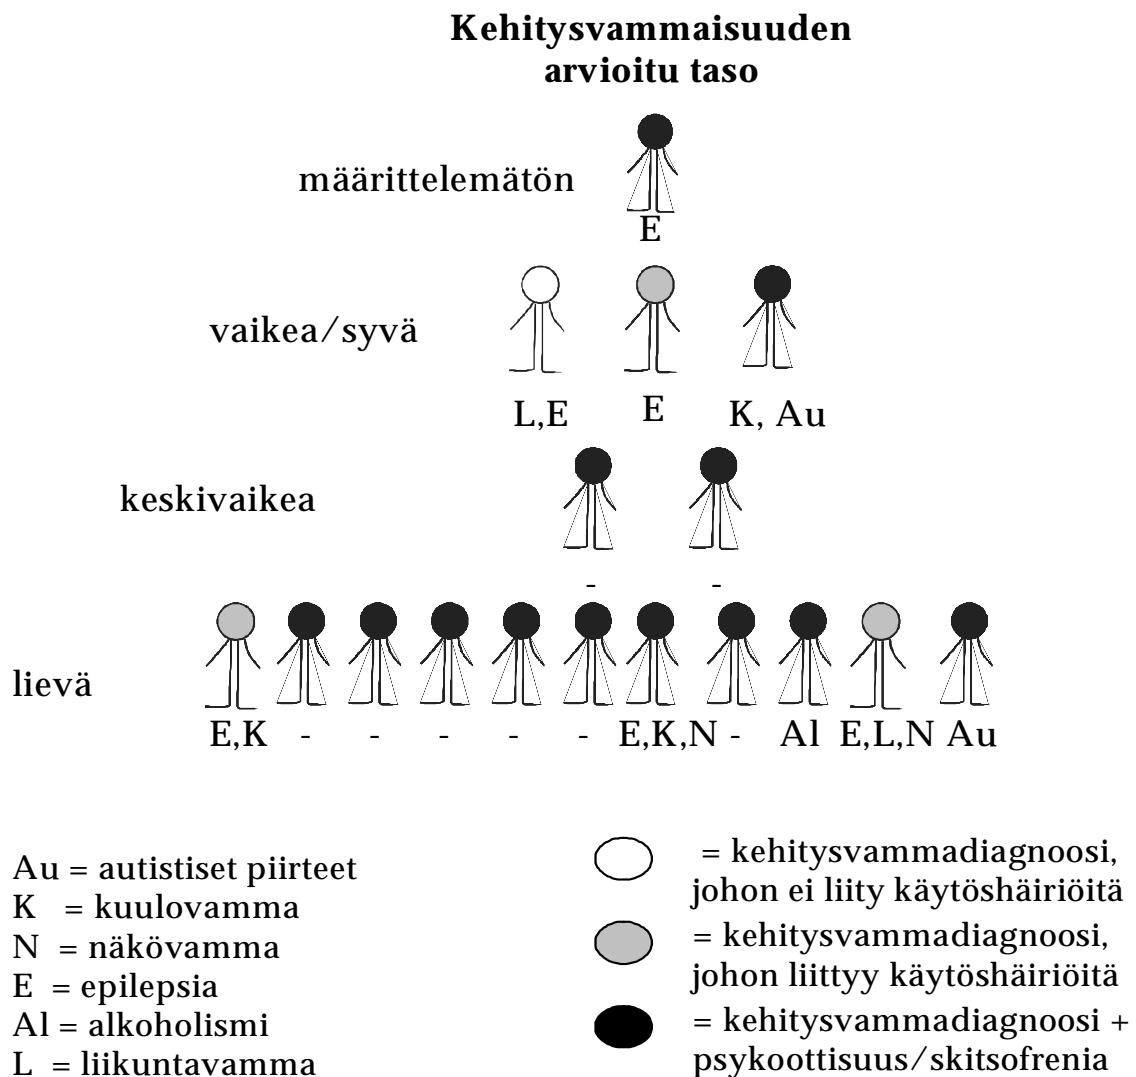 Kehitysvammaisuuden
arvioitu taso
määrittelemätön
E
vaikea/syvä
L,E E K, Au
keskivaikea
- -
lievä
E,K - - - - - E,K,N - Al E,L,N Au
Au = autistiset piirteet
K = kuulovamma
N = näkövamma
E = epilepsia
Al = alkoholismi
L = liikuntavamma
= kehitysvammadiagnoosi,
johon ei liity käytöshäiriöitä
= kehitysvammadiagnoosi,
johon liittyy käytöshäiriöitä
= kehitysvammadiagnoosi +
psykoottisuus/skitsofrenia